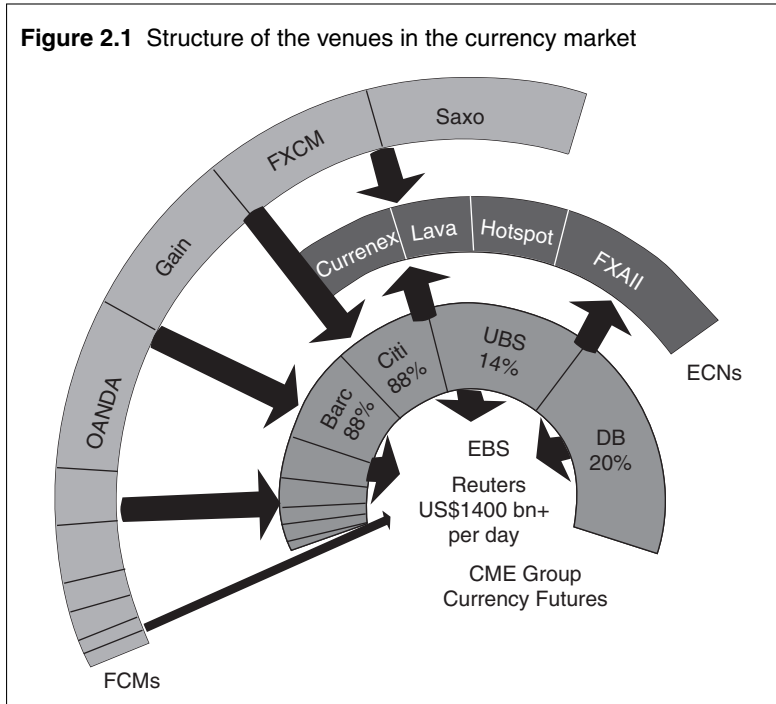 Figure 2.1 Structure of the venues in the currency market
Saxo
FXCM
Gain
OANDA
FCMs
Currenex
Lava
Hotspot
FXAII
ECNs
Barc
88%
Citi
88%
UBS
14%
DB
20%
EBS
Reuters
US$1400 bn+
per day
CME Group
Currency Futures